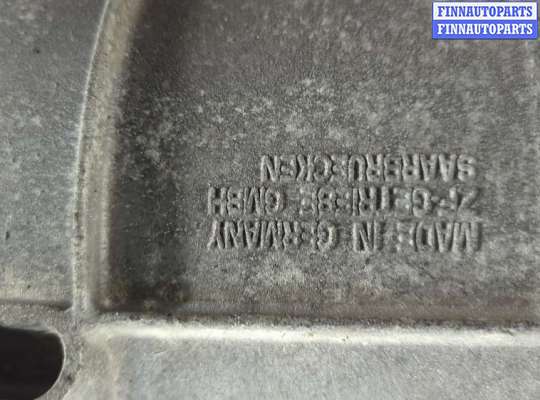 FINNAUTOPARTS
FINNAUTOPARTS
MADE IN GERMANY
ZF-GETRIEBE GMBH
SAARBRUECKEN